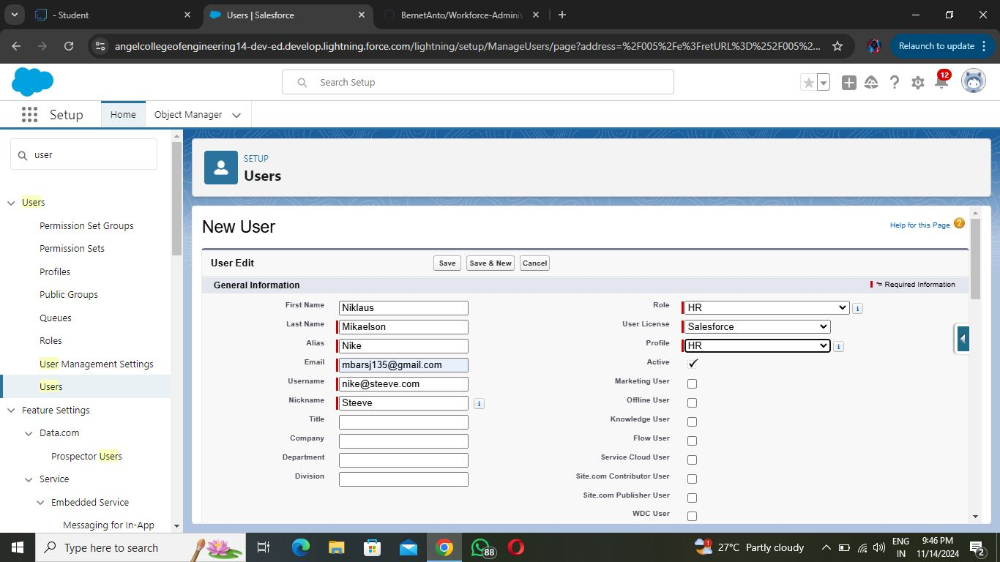 - Student
Users | Salesforce
BernetAnto/Workforce-Adminis
angelcollegeofengineering14-dev-ed.develop.lightning.force.com/lightning/setup/ManageUsers/page?address=%2F005%2Fe%3FretURL%3D%252F005%2...
Relaunch to update
Search Setup
12
Setup
Home
Object Manager
user
SETUP
Users
Users
Permission Set Groups
Permission Sets
Profiles
Public Groups
Queues
Roles
User Management Settings
Users
Feature Settings
Data.com
Prospector Users
Service
Embedded Service
Messaging for In-App
New User
Help for this Page ?
User Edit
Save
Save & New
Cancel
General Information
= Required Information
First Name Niklaus
Last Name Mikaelson
Alias Nike
Email mbarsj135@gmail.com
Username nike@steeve.com
Nickname Steeve i
Title
Company
Department
Division
Role HR i
User License Salesforce
Profile HR i
Active
Marketing User
Offline User
Knowledge User
Flow User
Service Cloud User
Site.com Contributor User
Site.com Publisher User
WDC User
Type here to search
88
27°C Partly cloudy
ENG
IN
9:46 PM
11/14/2024
2